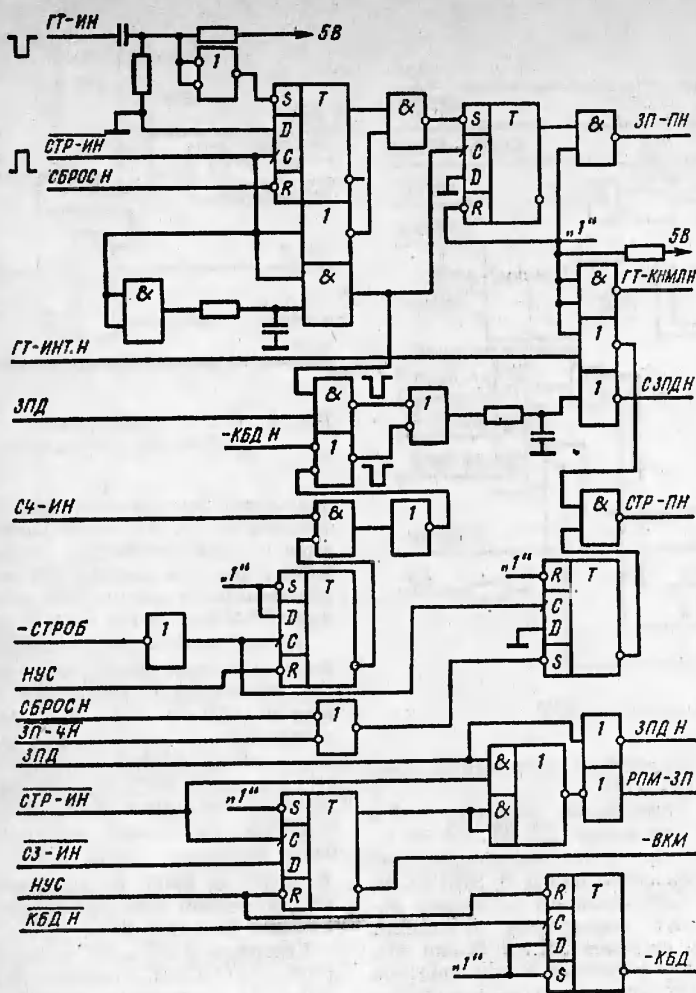 ГТ-ИН
5В
1
S T
&
S T
&
ЗП-ПН
D
C
СТР-ИН
C
D
СБРОС Н
R
R
„1“
5В
1
&
ГТ-КНМЛН
&
&
1
ГТ-ИНТ.Н
1
СЗПД Н
ЗПД
&
1
-КБД Н
1
С4-ИН
&
1
&
СТР-ПН
„1“
S T
„1“
R T
D
C
-СТРОБ
1
C
D
НУС
R
S
СБРОС Н
1
ЗП-4Н
ЗПД
1
ЗПД Н
&
1
СТР-ИН
„1“
S T
&
1
РПМ-ЗП
C
СЗ-ИН
D
-ВКМ
НУС
R
R T
КБД Н
C
D
-КБД
„1“
S